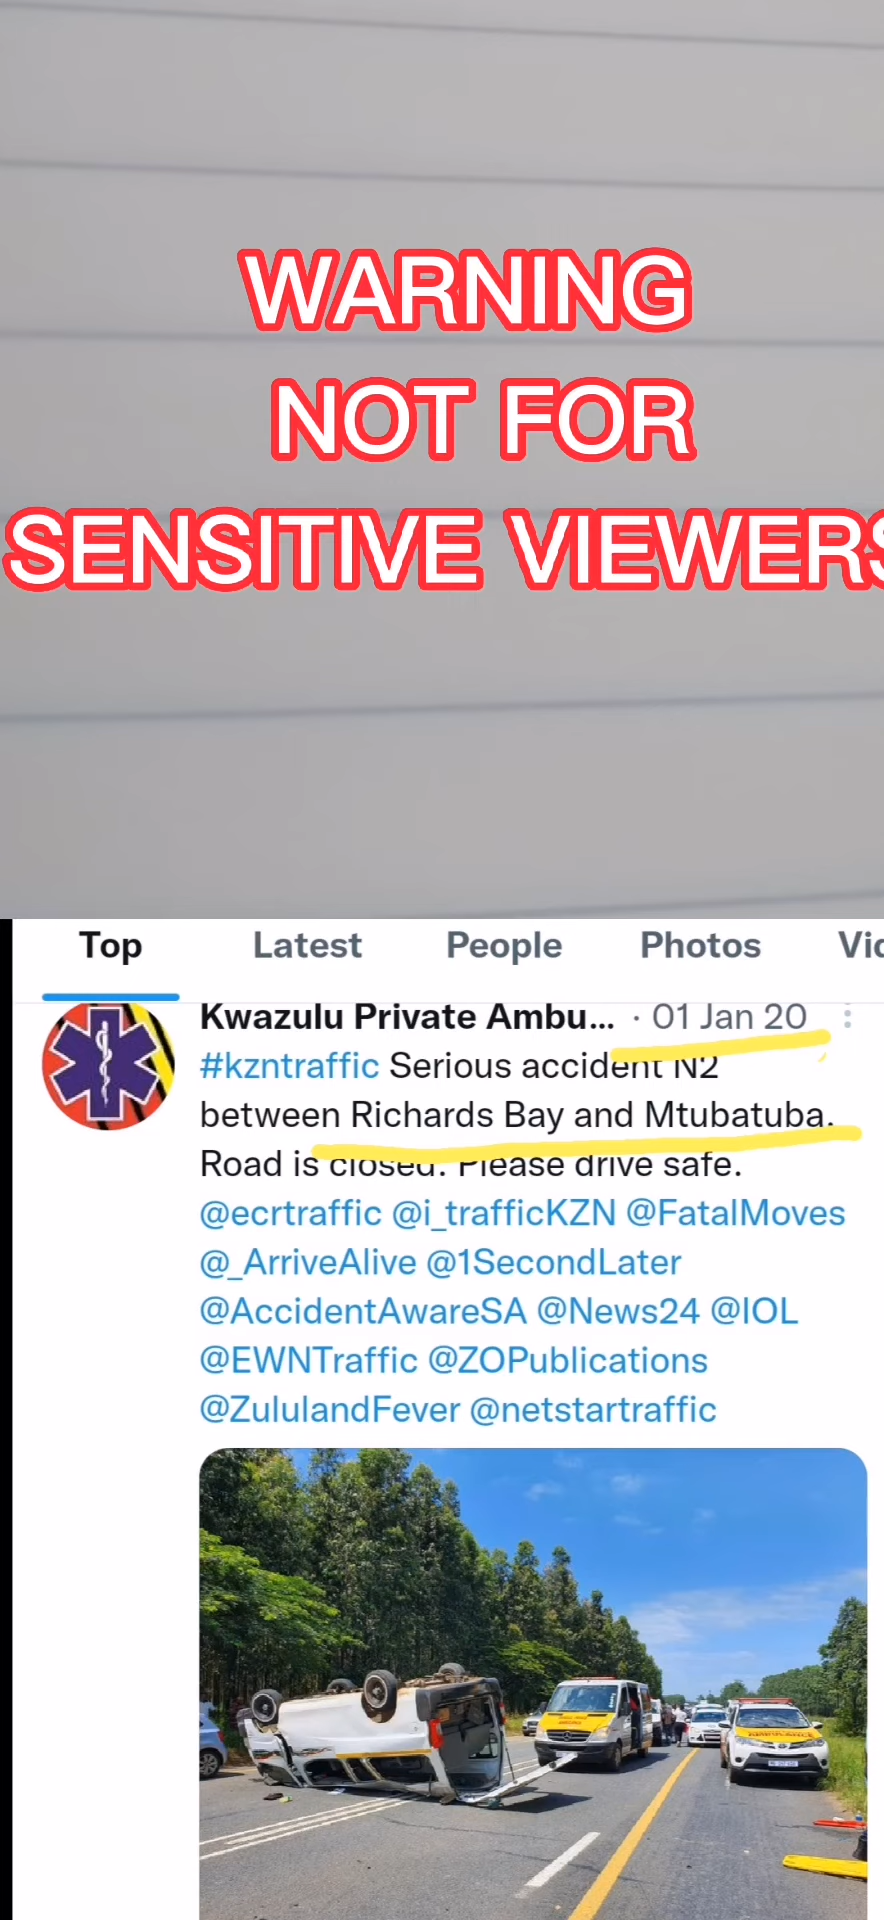 WARNING
NOT FOR
SENSITIVE VIEWERS
Top Latest People Photos Vid
Kwazulu Private Ambu... · 01 Jan 20
#kzntraffic Serious accident N2
between Richards Bay and Mtubatuba.
Road is closed. Please drive safe.
@ecrtraffic @i_trafficKZN @FatalMoves
@_ArriveAlive @1SecondLater
@AccidentAwareSA @News24 @IOL
@EWNTraffic @ZOPublications
@ZululandFever @netstartraffic
AMBULANCE